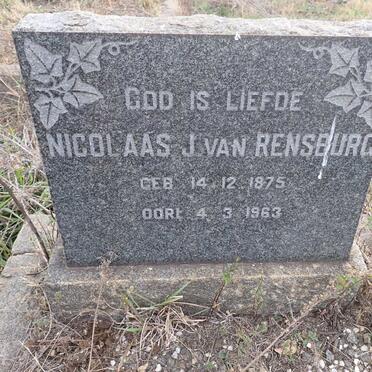 GOD IS LIEFDE
NICOLAAS J. VAN RENSBURG
GEB. 14.12.1875
OORL. 4.3.1963